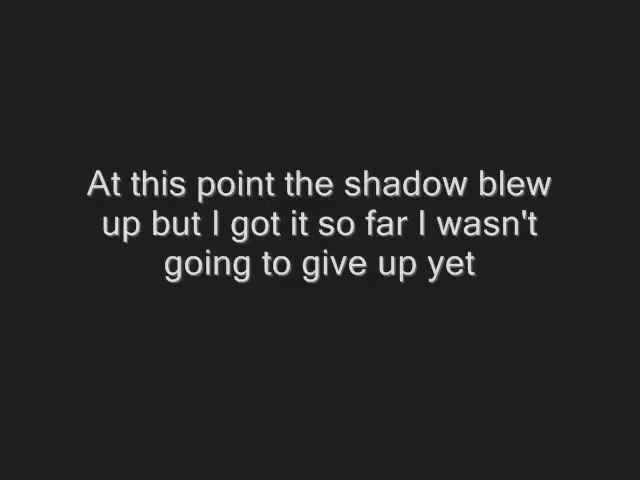 At this point the shadow blew
up but I got it so far I wasn't
going to give up yet